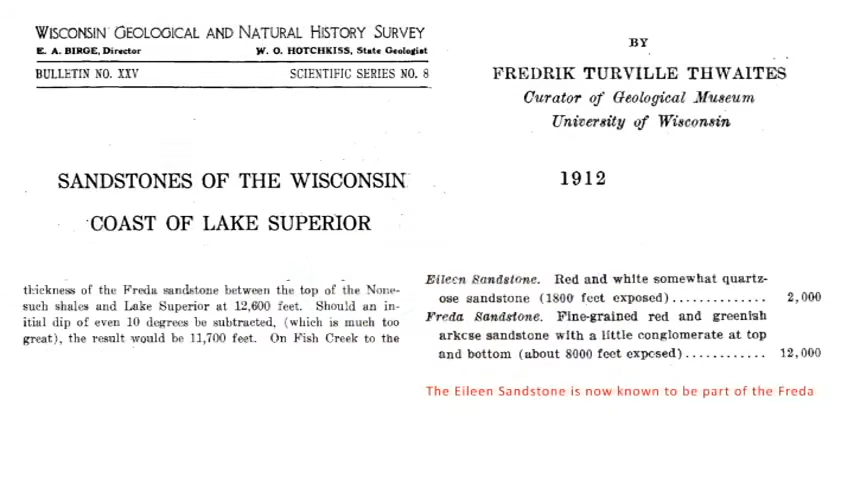 WISCONSIN GEOLOGICAL AND NATURAL HISTORY SURVEY
E. A. BIRGE, Director W. O. HOTCHKISS, State Geologist
BULLETIN NO. XXV SCIENTIFIC SERIES NO. 8
SANDSTONES OF THE WISCONSIN
COAST OF LAKE SUPERIOR
BY
FREDRIK TURVILLE THWAITES
Curator of Geological Museum
University of Wisconsin
1912
thickness of the Freda sandstone between the top of the None-
such shales and Lake Superior at 12,600 feet. Should an in-
itial dip of even 10 degrees be subtracted, (which is much too
great), the result would be 11,700 feet. On Fish Creek to the
Eileen Sandstone. Red and white somewhat quartz-
ose sandstone (1800 feet exposed).............. 2,000
Freda Sandstone. Fine-grained red and greenish
arkcse sandstone with a little conglomerate at top
and bottom (about 8000 feet expcsed)............ 12,000
The Eileen Sandstone is now known to be part of the Freda